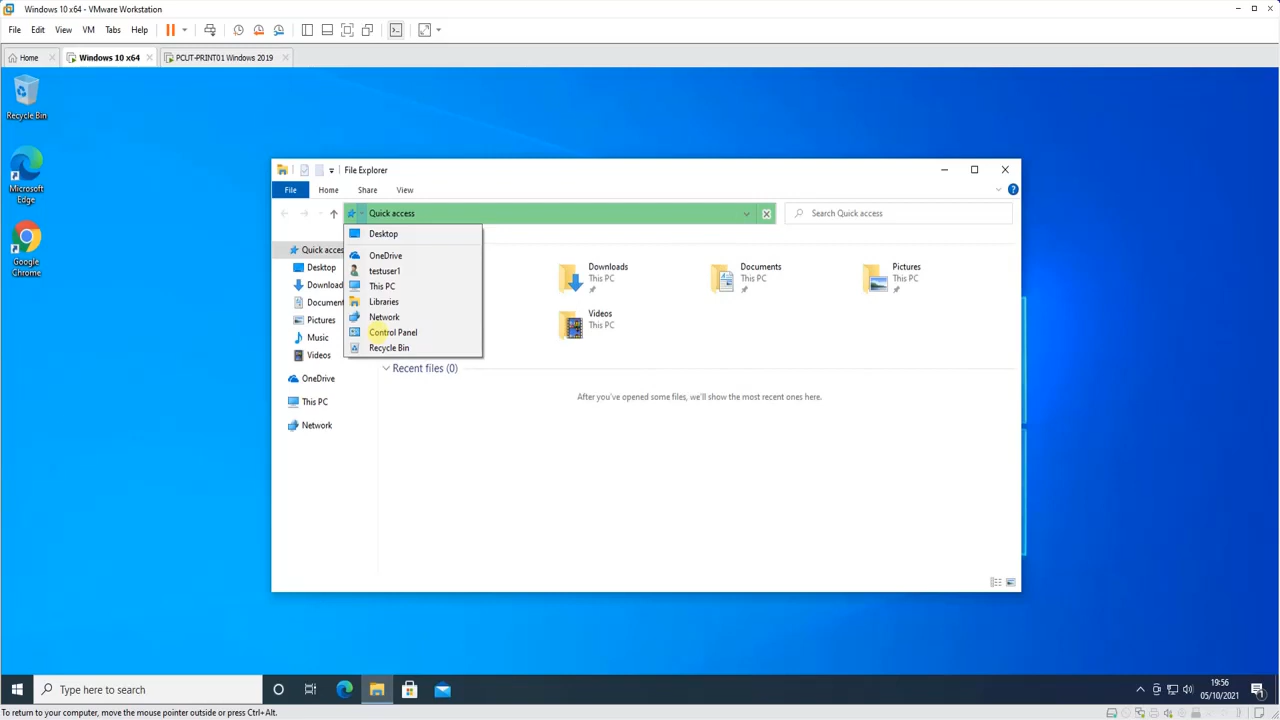 Windows 10 x64 - VMware Workstation
File Edit View VM Tabs Help
Home Windows 10 x64 PCUT-PRINT01 Windows 2019
Recycle Bin
Microsoft
Edge
Google
Chrome
File Explorer
File Home Share View
Quick access
Search Quick access
Quick acces
Desktop
Download
Document
Pictures
Music
Videos
OneDrive
This PC
Network
Desktop
OneDrive
testuser1
This PC
Libraries
Network
Control Panel
Recycle Bin
Downloads
This PC
Documents
This PC
Pictures
This PC
Videos
This PC
Recent files (0)
After you've opened some files, we'll show the most recent ones here.
Type here to search
19:56
05/10/2021
To return to your computer, move the mouse pointer outside or press Ctrl+Alt.